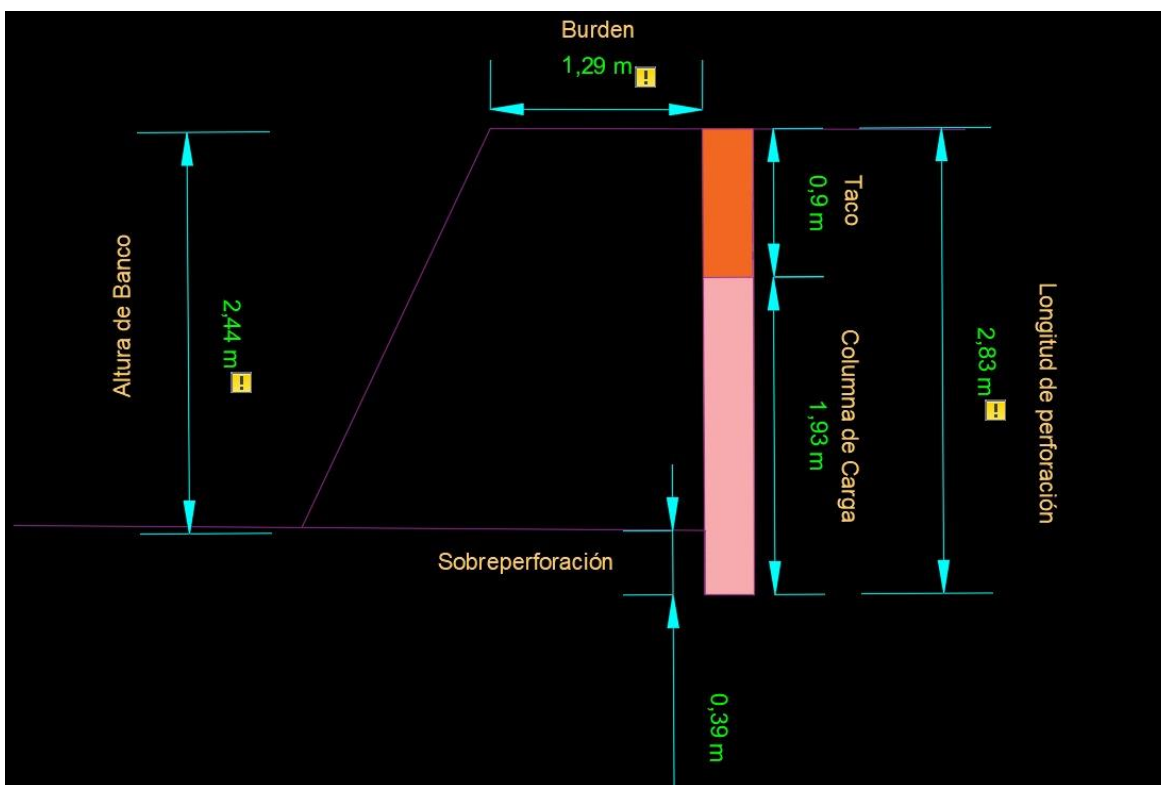 Burden
1,29 m
Altura de Banco
2,44 m
Taco
0,9 m
Columna de Carga
1,93 m
Longitud de perforación
2,83 m
Sobreperforación
0,39 m